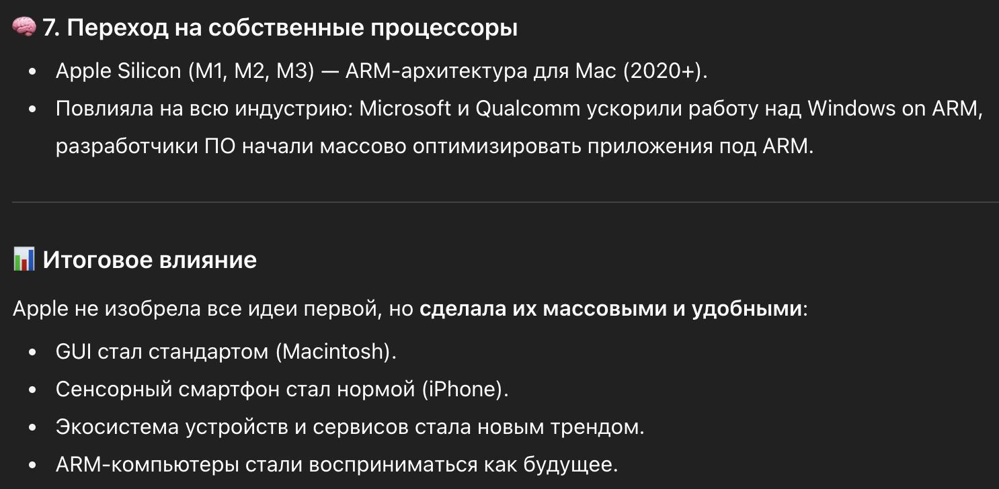 🧠 7. Переход на собственные процессоры
• Apple Silicon (M1, M2, M3) — ARM-архитектура для Mac (2020+).
• Повлияла на всю индустрию: Microsoft и Qualcomm ускорили работу над Windows on ARM,
разработчики ПО начали массово оптимизировать приложения под ARM.
📊 Итоговое влияние
Apple не изобрела все идеи первой, но сделала их массовыми и удобными:
• GUI стал стандартом (Macintosh).
• Сенсорный смартфон стал нормой (iPhone).
• Экосистема устройств и сервисов стала новым трендом.
• ARM-компьютеры стали восприниматься как будущее.